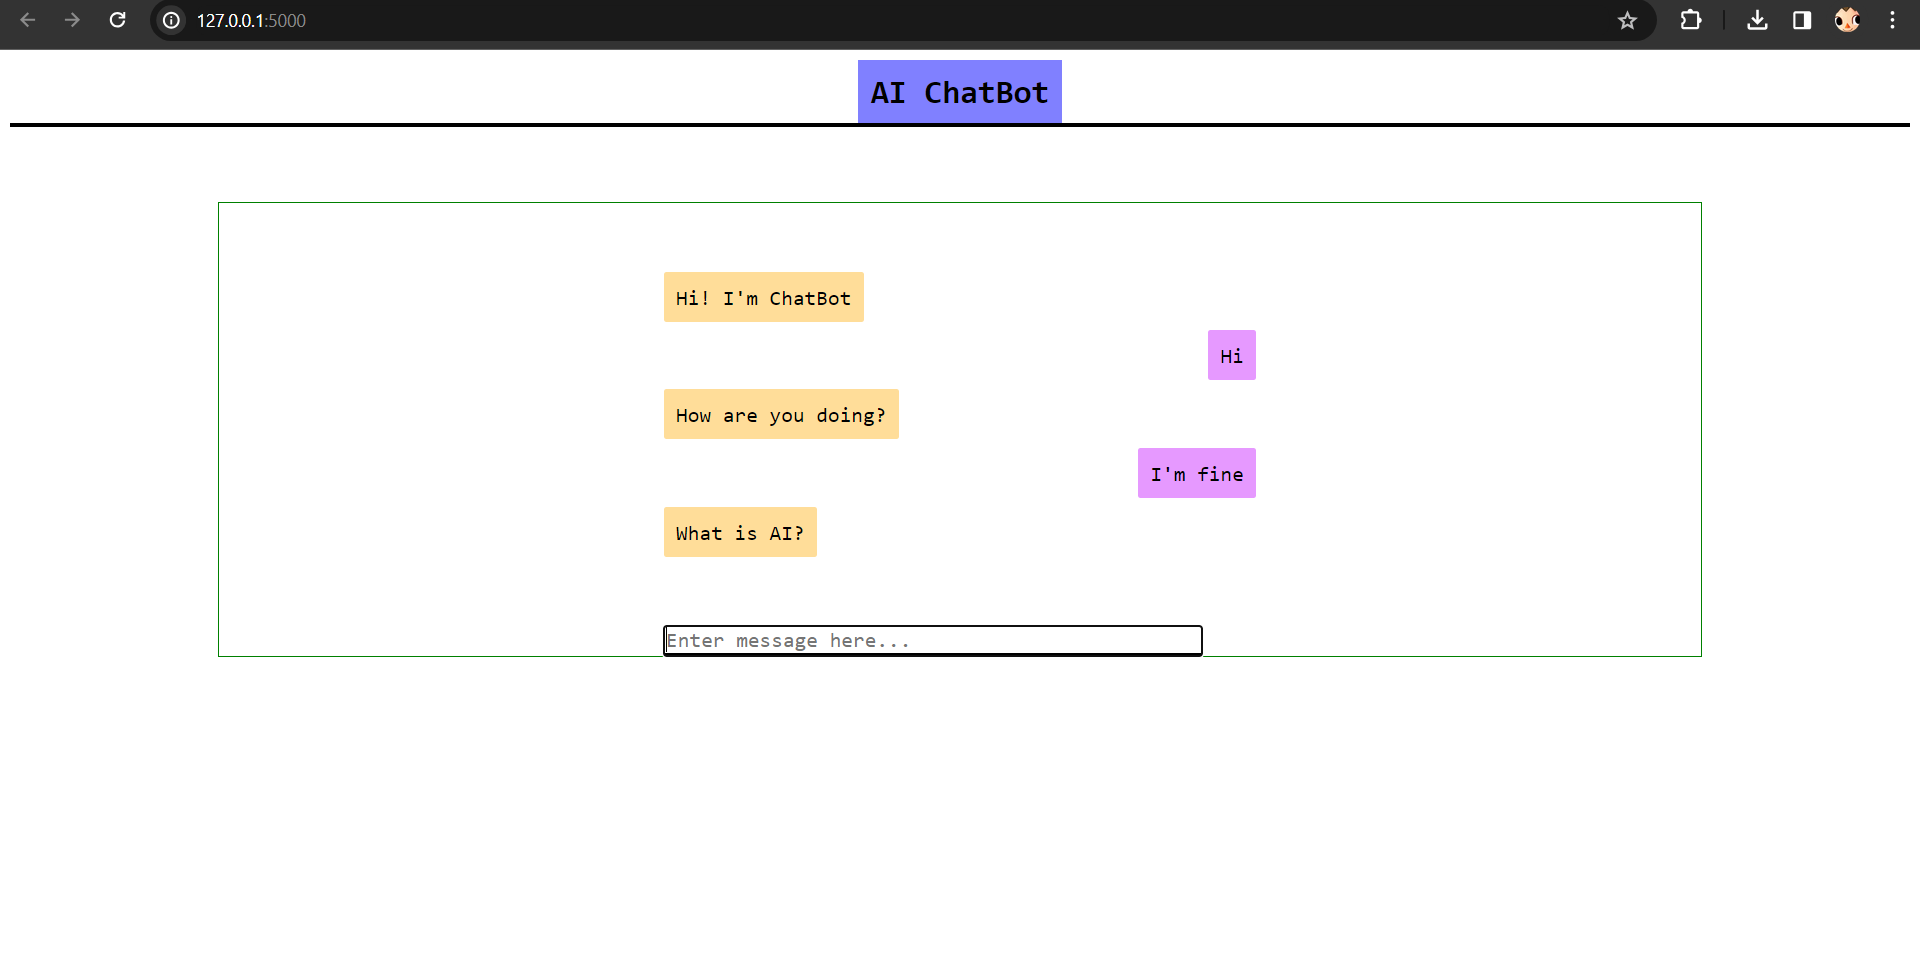 127.0.0.1:5000
AI ChatBot
Hi! I'm ChatBot
Hi
How are you doing?
I'm fine
What is AI?
Enter message here...